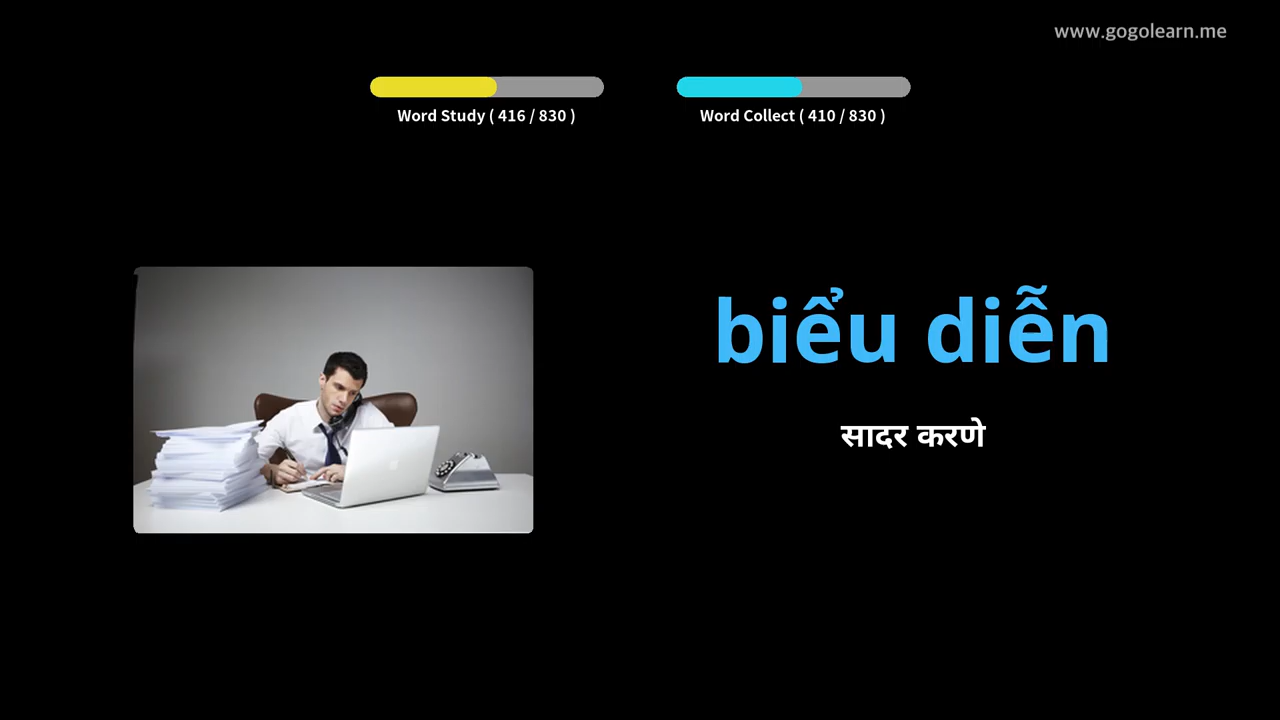 www.gogolearn.me
Word Study ( 416 / 830 )
Word Collect ( 410 / 830 )
biểu diễn
सादर करणे